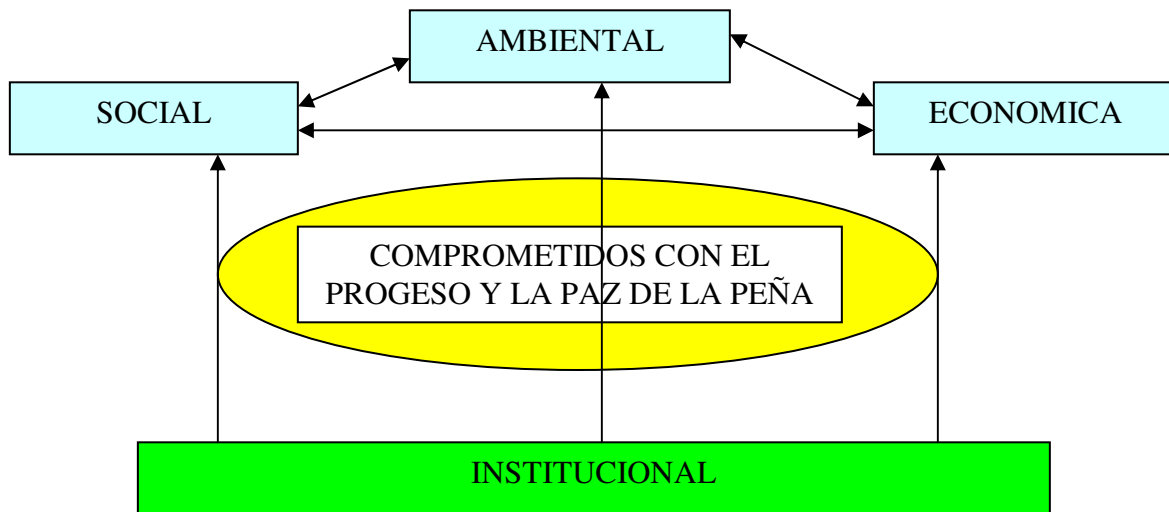 AMBIENTAL
SOCIAL
ECONOMICA
COMPROMETIDOS CON EL
PROGESO Y LA PAZ DE LA PEÑA
INSTITUCIONAL